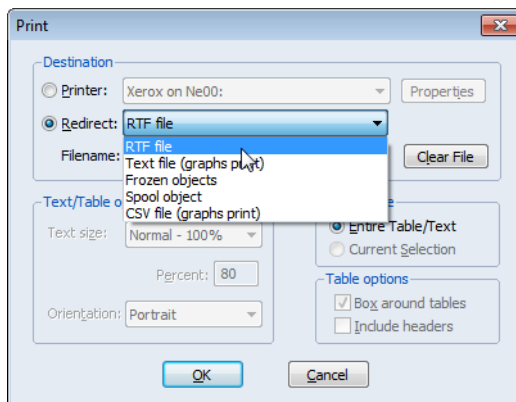 Print
Destination
Printer: Xerox on Ne00: Properties
Redirect: RTF file
RTF file
Filename: Text file (graphs print) Clear File
Frozen objects
Spool object
CSV file (graphs print)
Text/Table o
Text size: Normal - 100%
Entire Table/Text
Current Selection
Percent: 80
Table options
Box around tables
Orientation: Portrait
Include headers
OK Cancel